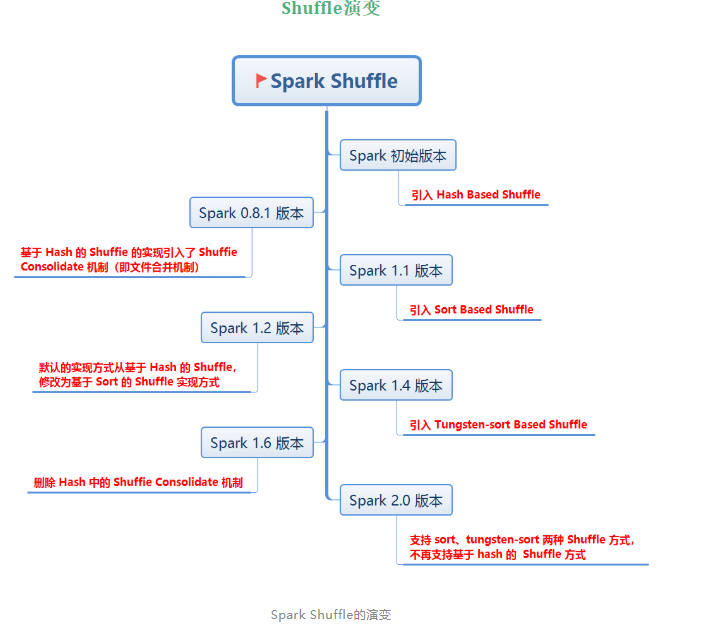 Shuffle演变
Spark Shuffle
Spark 初始版本
引入 Hash Based Shuffle
Spark 0.8.1 版本
基于 Hash 的 Shuffie 的实现引入了 Shuffie
Consolidate 机制（即文件合并机制）
Spark 1.1 版本
引入 Sort Based Shuffle
Spark 1.2 版本
默认的实现方式从基于 Hash 的 Shuffle，
修改为基于 Sort 的 Shuffle 实现方式
Spark 1.4 版本
引入 Tungsten-sort Based Shuffle
Spark 1.6 版本
删除 Hash 中的 Shuffie Consolidate 机制
Spark 2.0 版本
支持 sort、tungsten-sort 两种 Shuffle 方式，
不再支持基于 hash 的 Shuffle 方式
Spark Shuffle的演变